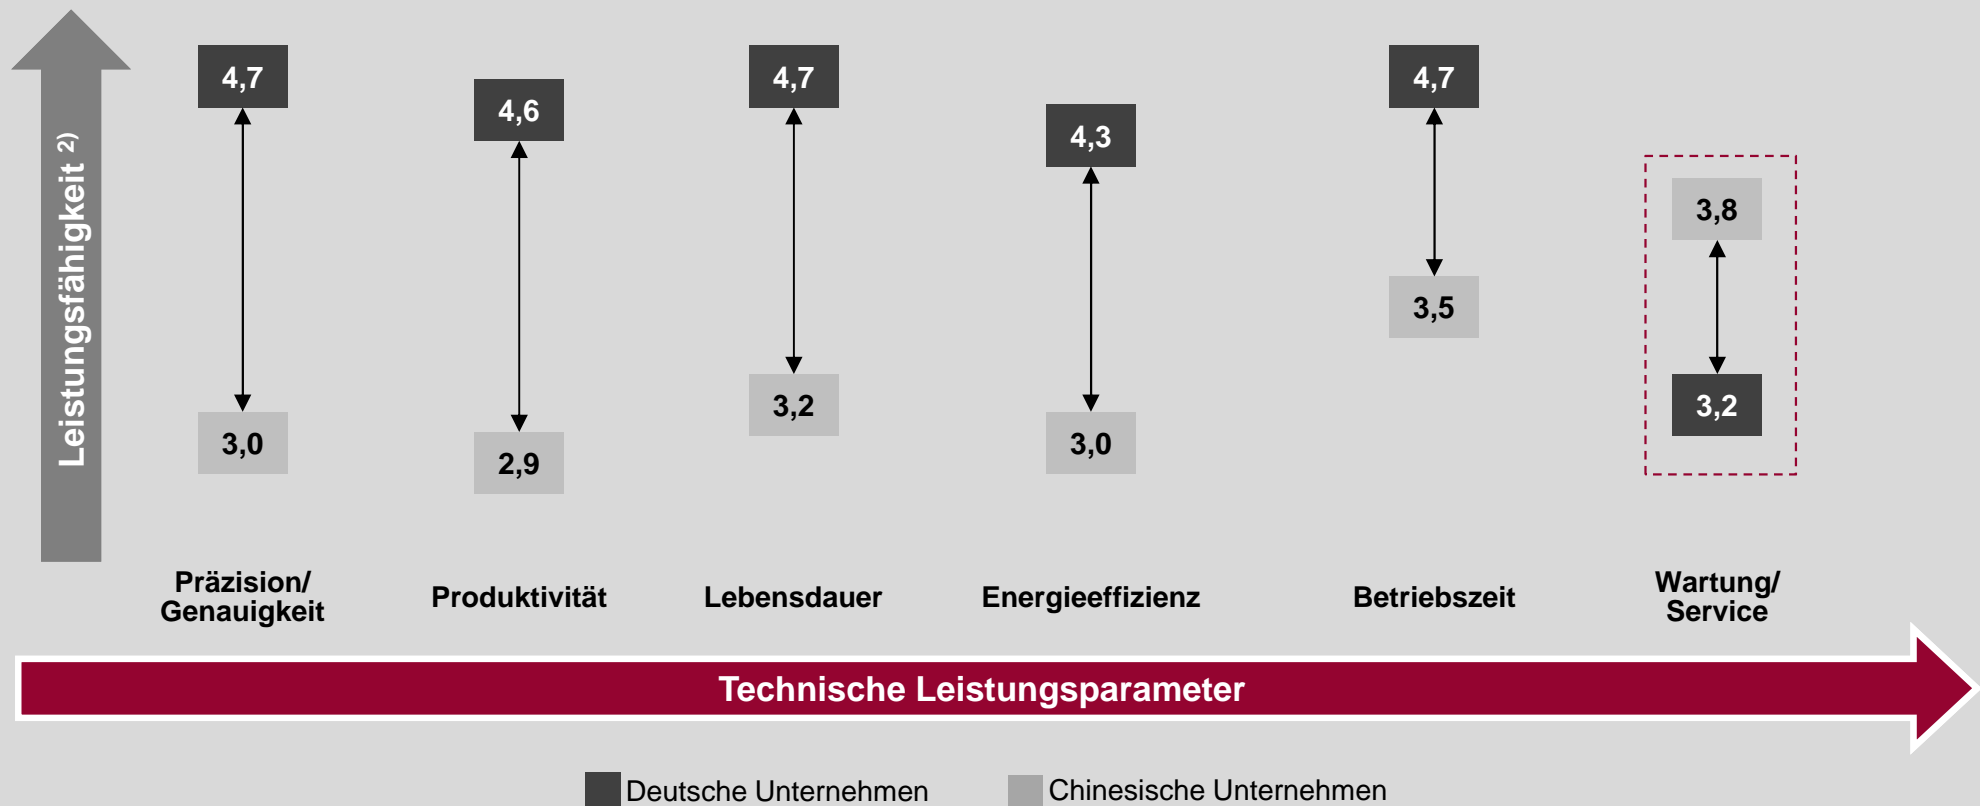 Leistungsfähigkeit 2)
4,7
4,6
4,7
4,3
4,7
3,8
3,0
2,9
3,2
3,0
3,5
3,2
Präzision/
Genauigkeit
Produktivität
Lebensdauer
Energieeffizienz
Betriebszeit
Wartung/
Service
Technische Leistungsparameter
Deutsche Unternehmen
Chinesische Unternehmen